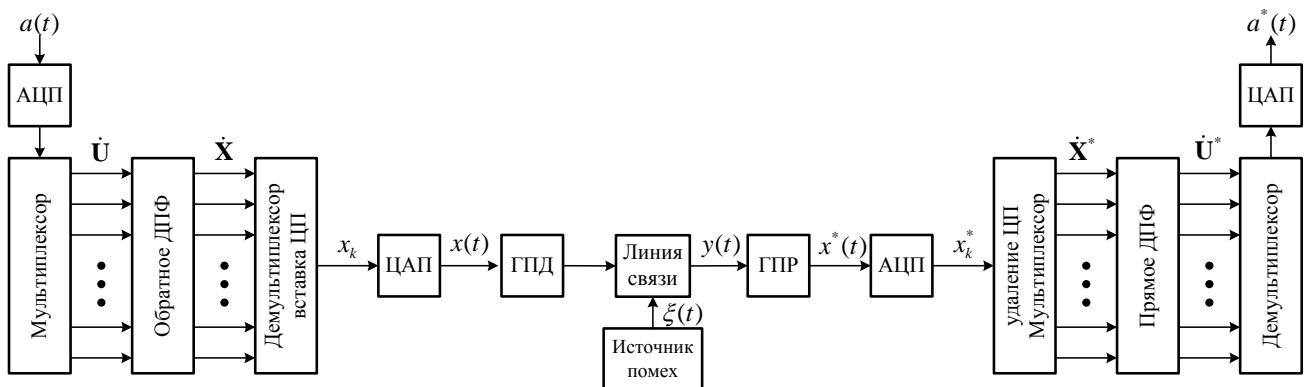 a(t)
АЦП
Мультиплексор
U̇
Обратное ДПФ
Ẋ
Демультиплексор
вставка ЦП
x_k
ЦАП
x(t)
ГПД
Линия
связи
ξ(t)
Источник
помех
y(t)
ГПР
x*(t)
АЦП
x_k*
удаление ЦП
Мультиплексор
Ẋ*
Прямое ДПФ
U̇*
Демультиплексор
ЦАП
a*(t)